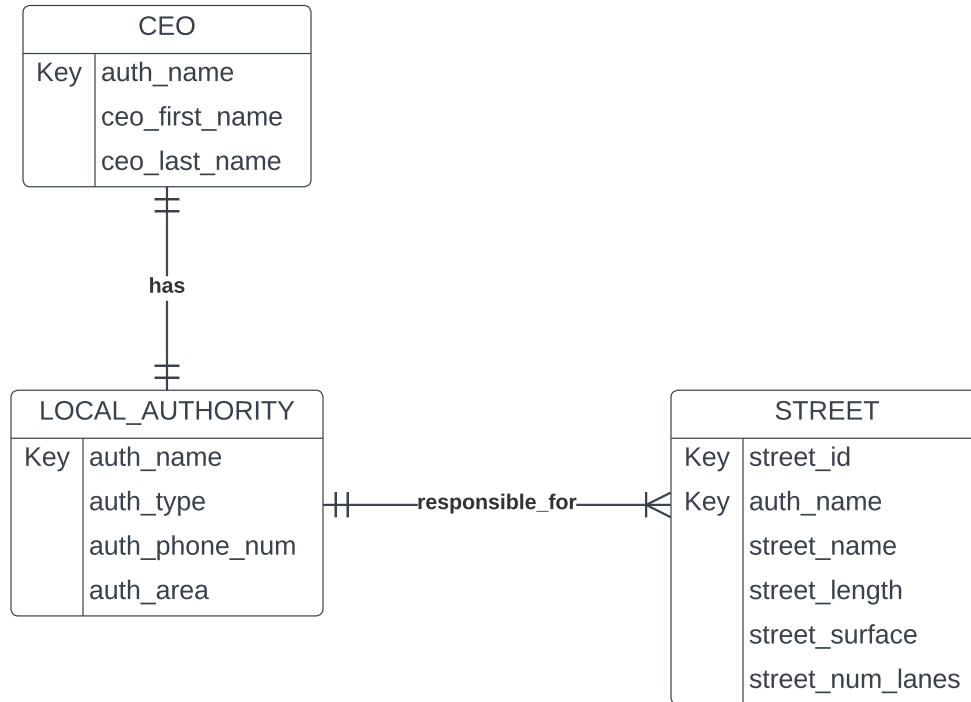 CEO
Key auth_name
ceo_first_name
ceo_last_name
has
LOCAL_AUTHORITY
Key auth_name
auth_type
auth_phone_num
auth_area
responsible_for
STREET
Key street_id
Key auth_name
street_name
street_length
street_surface
street_num_lanes